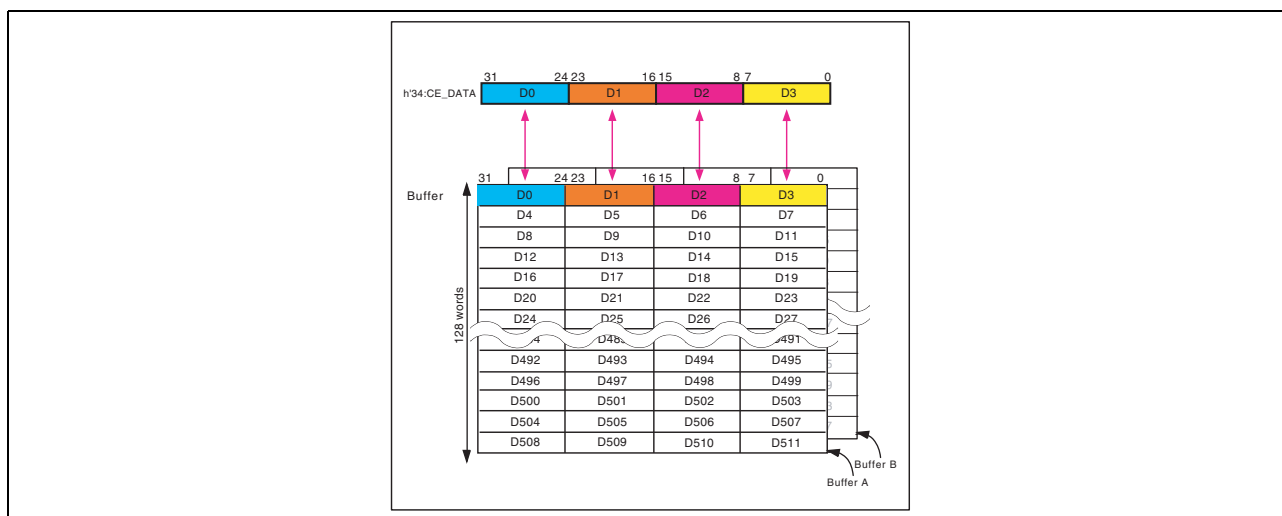 31 24 23 16 15 8 7 0
h'34:CE_DATA D0 D1 D2 D3
31 24 23 16 15 8 7 0
Buffer D0 D1 D2 D3
D4 D5 D6 D7
D8 D9 D10 D11
D12 D13 D14 D15
D16 D17 D18 D19
D20 D21 D22 D23
D24 D25 D26 D27
D491
D492 D493 D494 D495
D496 D497 D498 D499
D500 D501 D502 D503
D504 D505 D506 D507
D508 D509 D510 D511
128 words
Buffer B
Buffer A